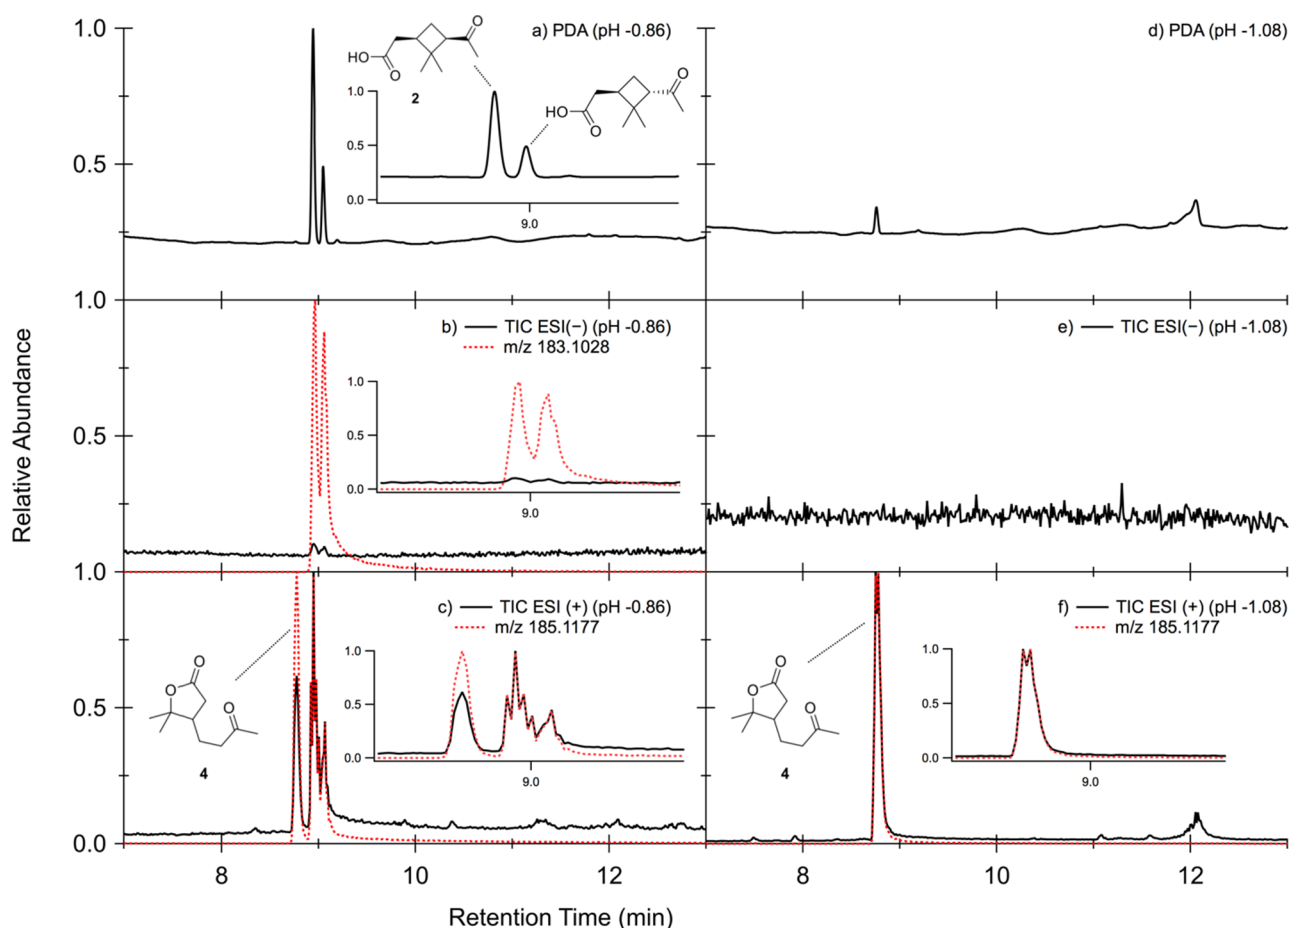 a) PDA (pH -0.86)
d) PDA (pH -1.08)
1.0
0.5
HO
O
O
2
HO
O
O
1.0
0.5
0.0
9.0
b) TIC ESI(−) (pH -0.86)
m/z 183.1028
e) TIC ESI(−) (pH -1.08)
1.0
0.5
1.0
0.5
0.0
9.0
c) TIC ESI (+) (pH -0.86)
m/z 185.1177
f) TIC ESI (+) (pH -1.08)
m/z 185.1177
1.0
0.5
0.0
O
O
O
4
1.0
0.5
0.0
9.0
O
O
O
4
1.0
0.5
0.0
9.0
8 10 12 8 10 12
Relative Abundance
Retention Time (min)